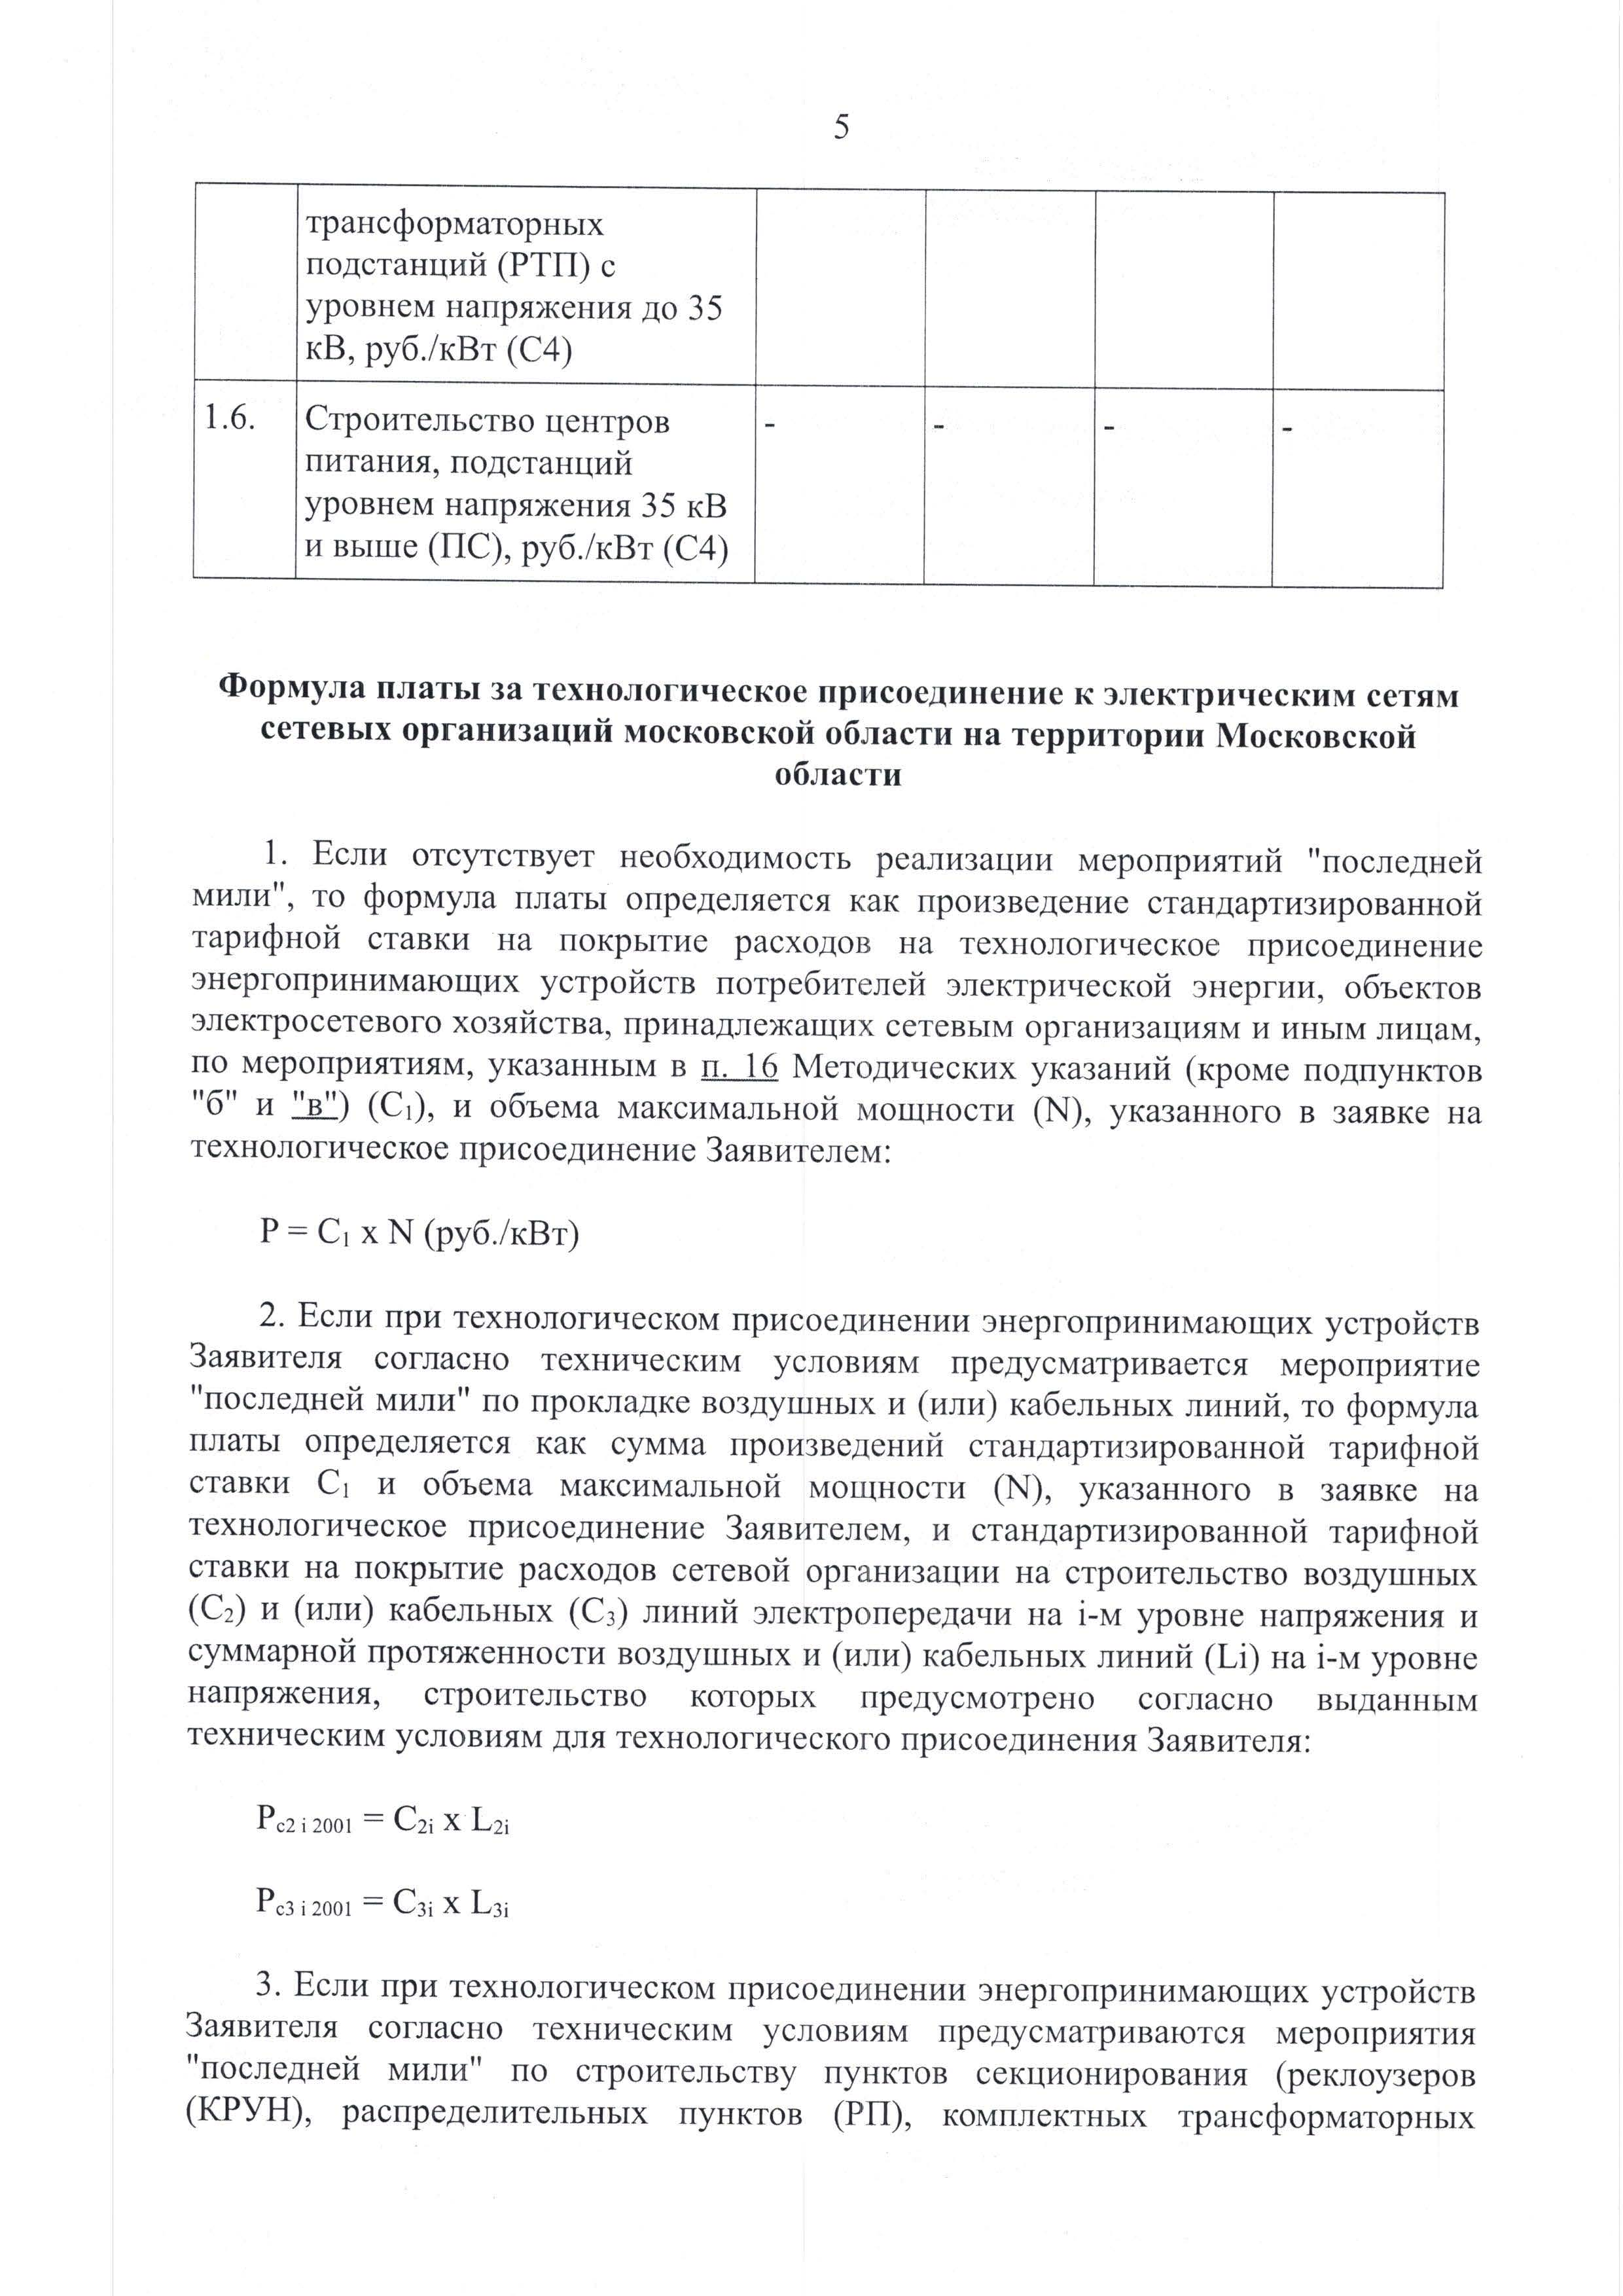 5
трансформаторных
подстанций (РТП) с
уровнем напряжения до 35
кВ, руб./кВт (С4)
1.6.
Строительство центров
питания, подстанций
уровнем напряжения 35 кВ
и выше (ПС), руб./кВт (С4)
- - - -
Формула платы за технологическое присоединение к электрическим сетям
сетевых организаций московской области на территории Московской
области
1. Если отсутствует необходимость реализации мероприятий "последней
мили", то формула платы определяется как произведение стандартизированной
тарифной ставки на покрытие расходов на технологическое присоединение
энергопринимающих устройств потребителей электрической энергии, объектов
электросетевого хозяйства, принадлежащих сетевым организациям и иным лицам,
по мероприятиям, указанным в п. 16 Методических указаний (кроме подпунктов
"б" и "в") (С₁), и объема максимальной мощности (N), указанного в заявке на
технологическое присоединение Заявителем:
P = C₁ x N (руб./кВт)
2. Если при технологическом присоединении энергопринимающих устройств
Заявителя согласно техническим условиям предусматривается мероприятие
"последней мили" по прокладке воздушных и (или) кабельных линий, то формула
платы определяется как сумма произведений стандартизированной тарифной
ставки С₁ и объема максимальной мощности (N), указанного в заявке на
технологическое присоединение Заявителем, и стандартизированной тарифной
ставки на покрытие расходов сетевой организации на строительство воздушных
(С₂) и (или) кабельных (С₃) линий электропередачи на i-м уровне напряжения и
суммарной протяженности воздушных и (или) кабельных линий (Li) на i-м уровне
напряжения, строительство которых предусмотрено согласно выданным
техническим условиям для технологического присоединения Заявителя:
Pc2 i 2001 = C2i x L2i
Pc3 i 2001 = C3i x L3i
3. Если при технологическом присоединении энергопринимающих устройств
Заявителя согласно техническим условиям предусматриваются мероприятия
"последней мили" по строительству пунктов секционирования (реклоузеров
(КРУН), распределительных пунктов (РП), комплектных трансформаторных